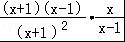 (x+1)(x-1)/(x+1)² · x/(x-1)